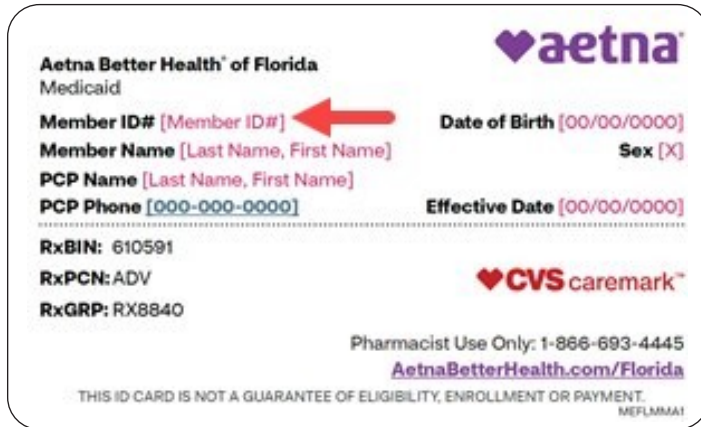 aetna
Aetna Better Health® of Florida
Medicaid
Member ID# [Member ID#]
Date of Birth [00/00/0000]
Member Name [Last Name, First Name]
Sex [X]
PCP Name [Last Name, First Name]
PCP Phone [000-000-0000]
Effective Date [00/00/0000]
RxBIN: 610591
RxPCN: ADV
RxGRP: RX8840
CVS caremark™
Pharmacist Use Only: 1-866-693-4445
AetnaBetterHealth.com/Florida
THIS ID CARD IS NOT A GUARANTEE OF ELIGIBILITY, ENROLLMENT OR PAYMENT.
MEFLMMA1